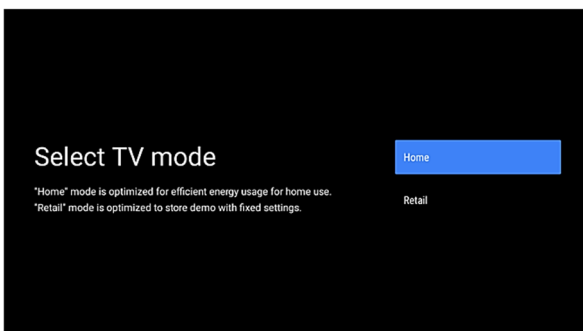 Select TV mode
"Home" mode is optimized for efficient energy usage for home use.
"Retail" mode is optimized to store demo with fixed settings.
Home
Retail